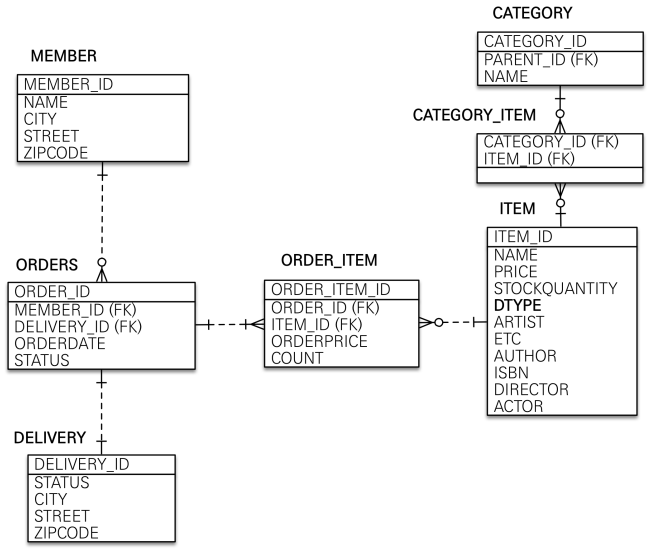 CATEGORY
CATEGORY_ID
PARENT_ID (FK)
NAME
MEMBER
MEMBER_ID
NAME
CITY
STREET
ZIPCODE
CATEGORY_ITEM
CATEGORY_ID (FK)
ITEM_ID (FK)
ITEM
ITEM_ID
NAME
PRICE
STOCKQUANTITY
DTYPE
ARTIST
ETC
AUTHOR
ISBN
DIRECTOR
ACTOR
ORDERS
ORDER_ID
MEMBER_ID (FK)
DELIVERY_ID (FK)
ORDERDATE
STATUS
ORDER_ITEM
ORDER_ITEM_ID
ORDER_ID (FK)
ITEM_ID (FK)
ORDERPRICE
COUNT
DELIVERY
DELIVERY_ID
STATUS
CITY
STREET
ZIPCODE